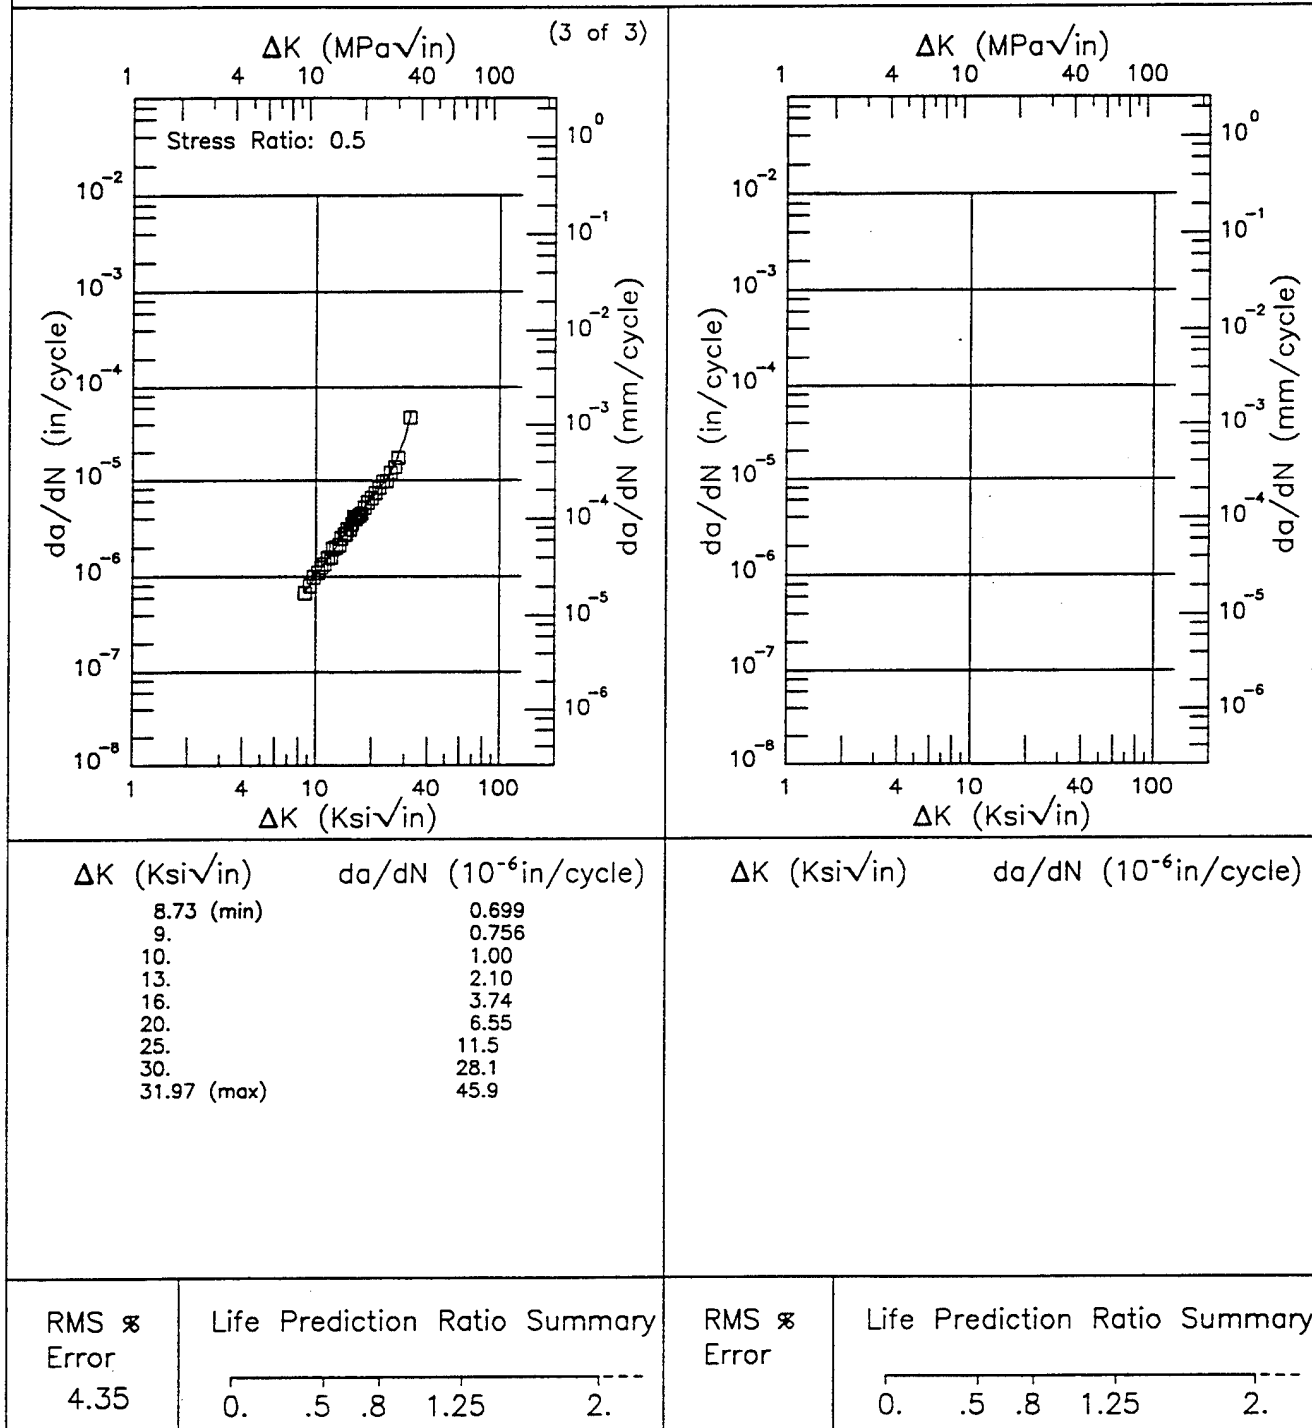 (3 of 3)
ΔK (MPa√in)
1 4 10 40 100
Stress Ratio: 0.5
da/dN (in/cycle)
10⁻²
10⁻³
10⁻⁴
10⁻⁵
10⁻⁶
10⁻⁷
10⁻⁸
da/dN (mm/cycle)
10⁰
10⁻¹
10⁻²
10⁻³
10⁻⁴
10⁻⁵
10⁻⁶
1 4 10 40 100
ΔK (Ksi√in)
ΔK (MPa√in)
1 4 10 40 100
da/dN (in/cycle)
10⁻²
10⁻³
10⁻⁴
10⁻⁵
10⁻⁶
10⁻⁷
10⁻⁸
da/dN (mm/cycle)
10⁰
10⁻¹
10⁻²
10⁻³
10⁻⁴
10⁻⁵
10⁻⁶
1 4 10 40 100
ΔK (Ksi√in)
ΔK (Ksi√in) da/dN (10⁻⁶in/cycle)
8.73 (min) 0.699
9. 0.756
10. 1.00
13. 2.10
16. 3.74
20. 6.55
25. 11.5
30. 28.1
31.97 (max) 45.9
ΔK (Ksi√in) da/dN (10⁻⁶in/cycle)
RMS %
Error
4.35
Life Prediction Ratio Summary
0. .5 .8 1.25 2.
RMS %
Error
Life Prediction Ratio Summary
0. .5 .8 1.25 2.